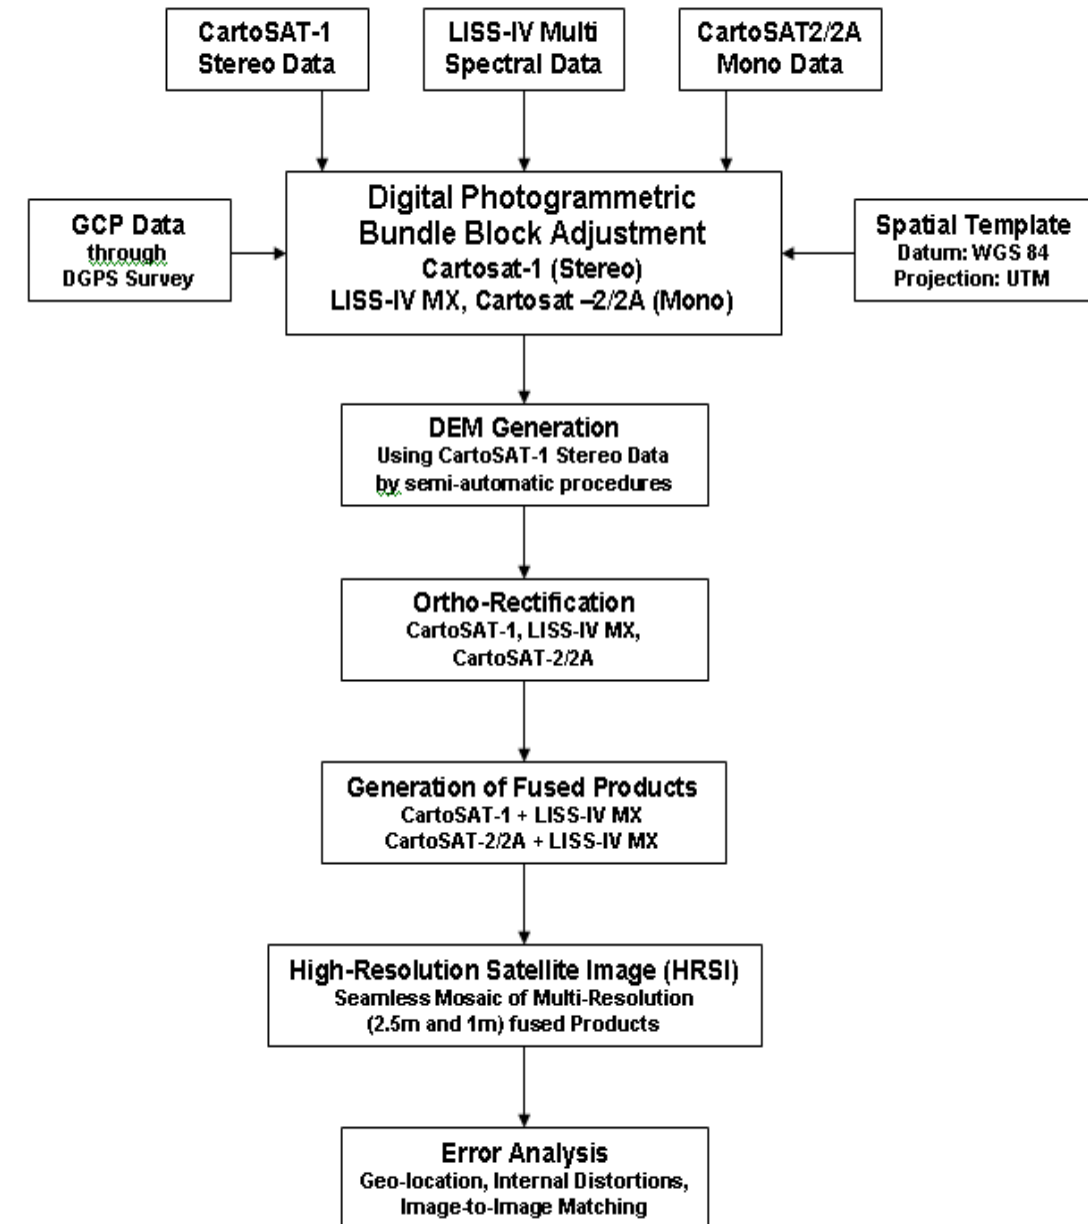 CartoSAT-1
Stereo Data
LISS-IV Multi
Spectral Data
CartoSAT2/2A
Mono Data
GCP Data
through
DGPS Survey
Digital Photogrammetric
Bundle Block Adjustment
Cartosat-1 (Stereo)
LISS-IV MX, Cartosat –2/2A (Mono)
Spatial Template
Datum: WGS 84
Projection: UTM
DEM Generation
Using CartoSAT-1 Stereo Data
by semi-automatic procedures
Ortho-Rectification
CartoSAT-1, LISS-IV MX,
CartoSAT-2/2A
Generation of Fused Products
CartoSAT-1 + LISS-IV MX
CartoSAT-2/2A + LISS-IV MX
High-Resolution Satellite Image (HRSI)
Seamless Mosaic of Multi-Resolution
(2.5m and 1m) fused Products
Error Analysis
Geo-location, Internal Distortions,
Image-to-Image Matching